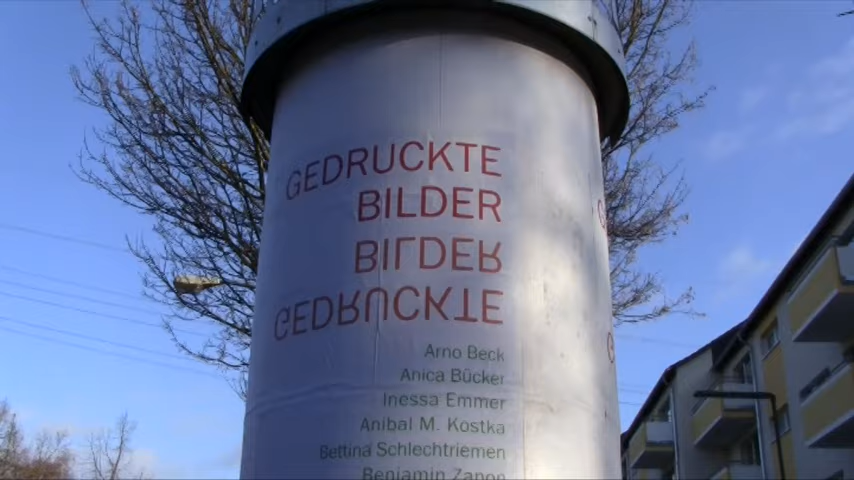 GEDRUCKTE
BILDER
BILDER
GEDRUCKTE
Arno Beck
Anica Bücker
Inessa Emmer
Anibal M. Kostka
Bettina Schlechtriemen
Benjamin Zanon